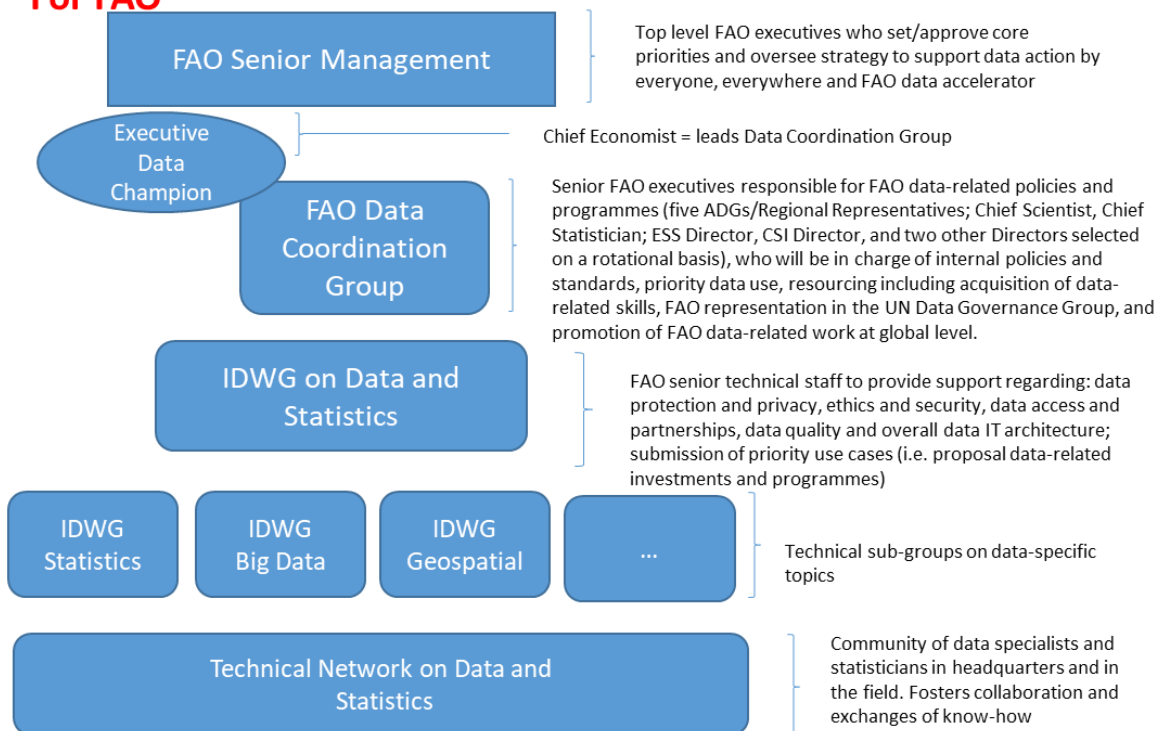 For FAO
FAO Senior Management
Top level FAO executives who set/approve core
priorities and oversee strategy to support data action by
everyone, everywhere and FAO data accelerator
Executive
Data
Champion
Chief Economist = leads Data Coordination Group
FAO Data
Coordination
Group
Senior FAO executives responsible for FAO data-related policies and
programmes (five ADGs/Regional Representatives; Chief Scientist, Chief
Statistician; ESS Director, CSI Director, and two other Directors selected
on a rotational basis), who will be in charge of internal policies and
standards, priority data use, resourcing including acquisition of data-
related skills, FAO representation in the UN Data Governance Group, and
promotion of FAO data-related work at global level.
IDWG on Data and
Statistics
FAO senior technical staff to provide support regarding: data
protection and privacy, ethics and security, data access and
partnerships, data quality and overall data IT architecture;
submission of priority use cases (i.e. proposal data-related
investments and programmes)
IDWG
Statistics
IDWG
Big Data
IDWG
Geospatial
...
Technical sub-groups on data-specific
topics
Technical Network on Data and
Statistics
Community of data specialists and
statisticians in headquarters and in
the field. Fosters collaboration and
exchanges of know-how